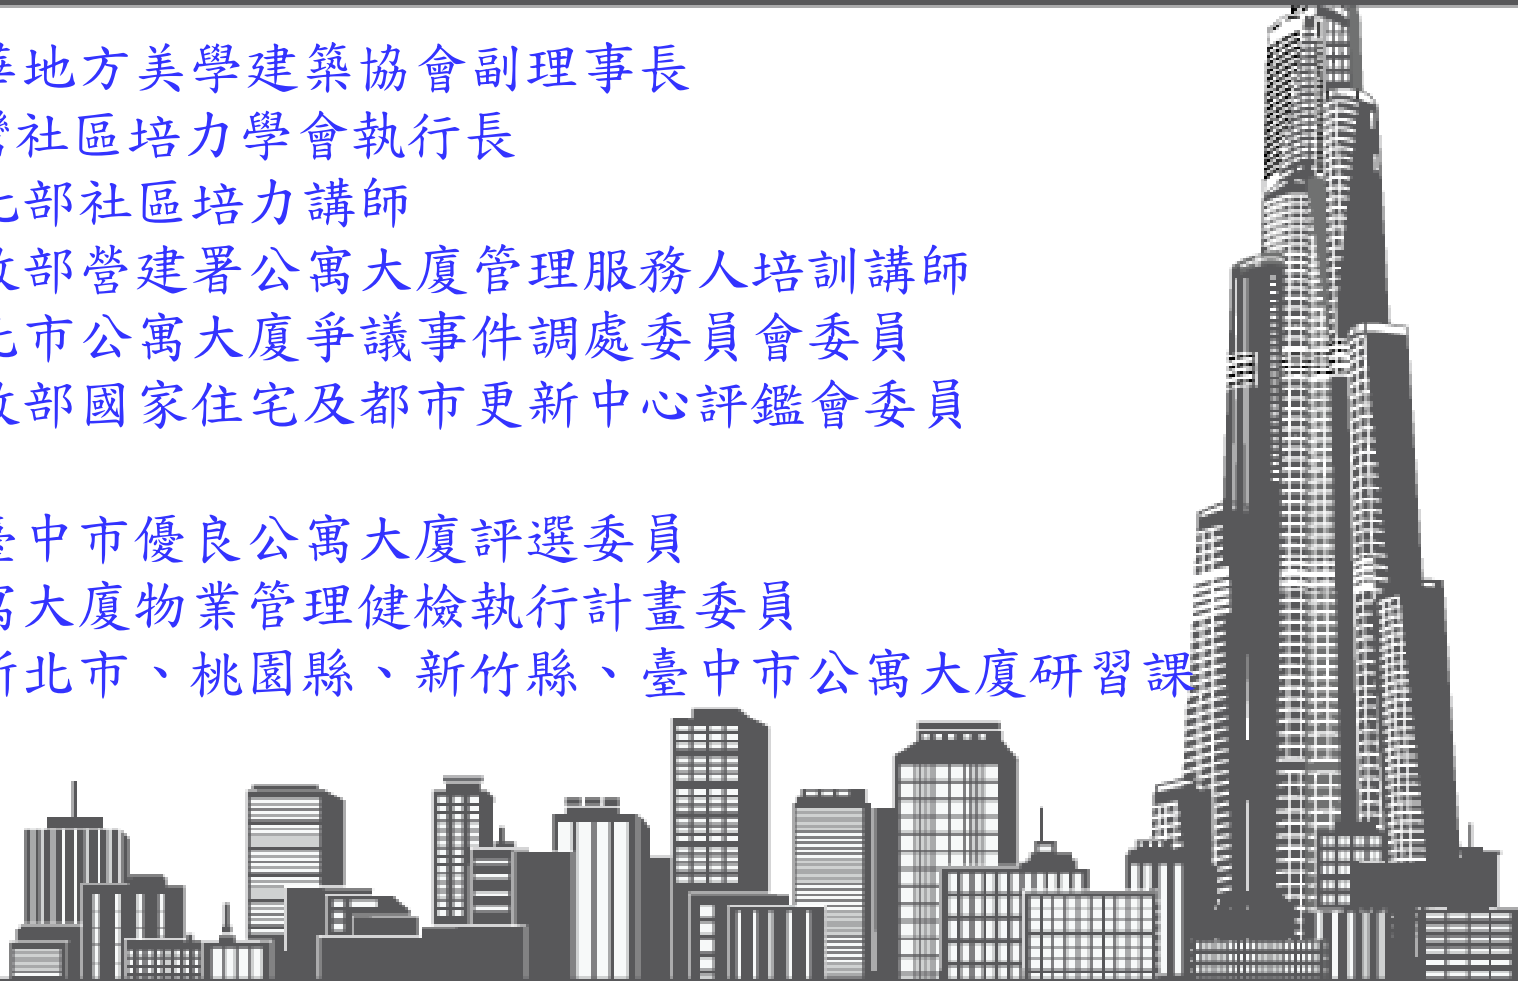 地方美學建築協會副理事長
社區培力學會執行長
部社區培力講師
部營建署公寓大廈管理服務人培訓講師
市公寓大廈爭議事件調處委員會委員
部國家住宅及都市更新中心評鑑會委員
中市優良公寓大廈評選委員
大廈物業管理健檢執行計畫委員
北市、桃園縣、新竹縣、臺中市公寓大廈研習課